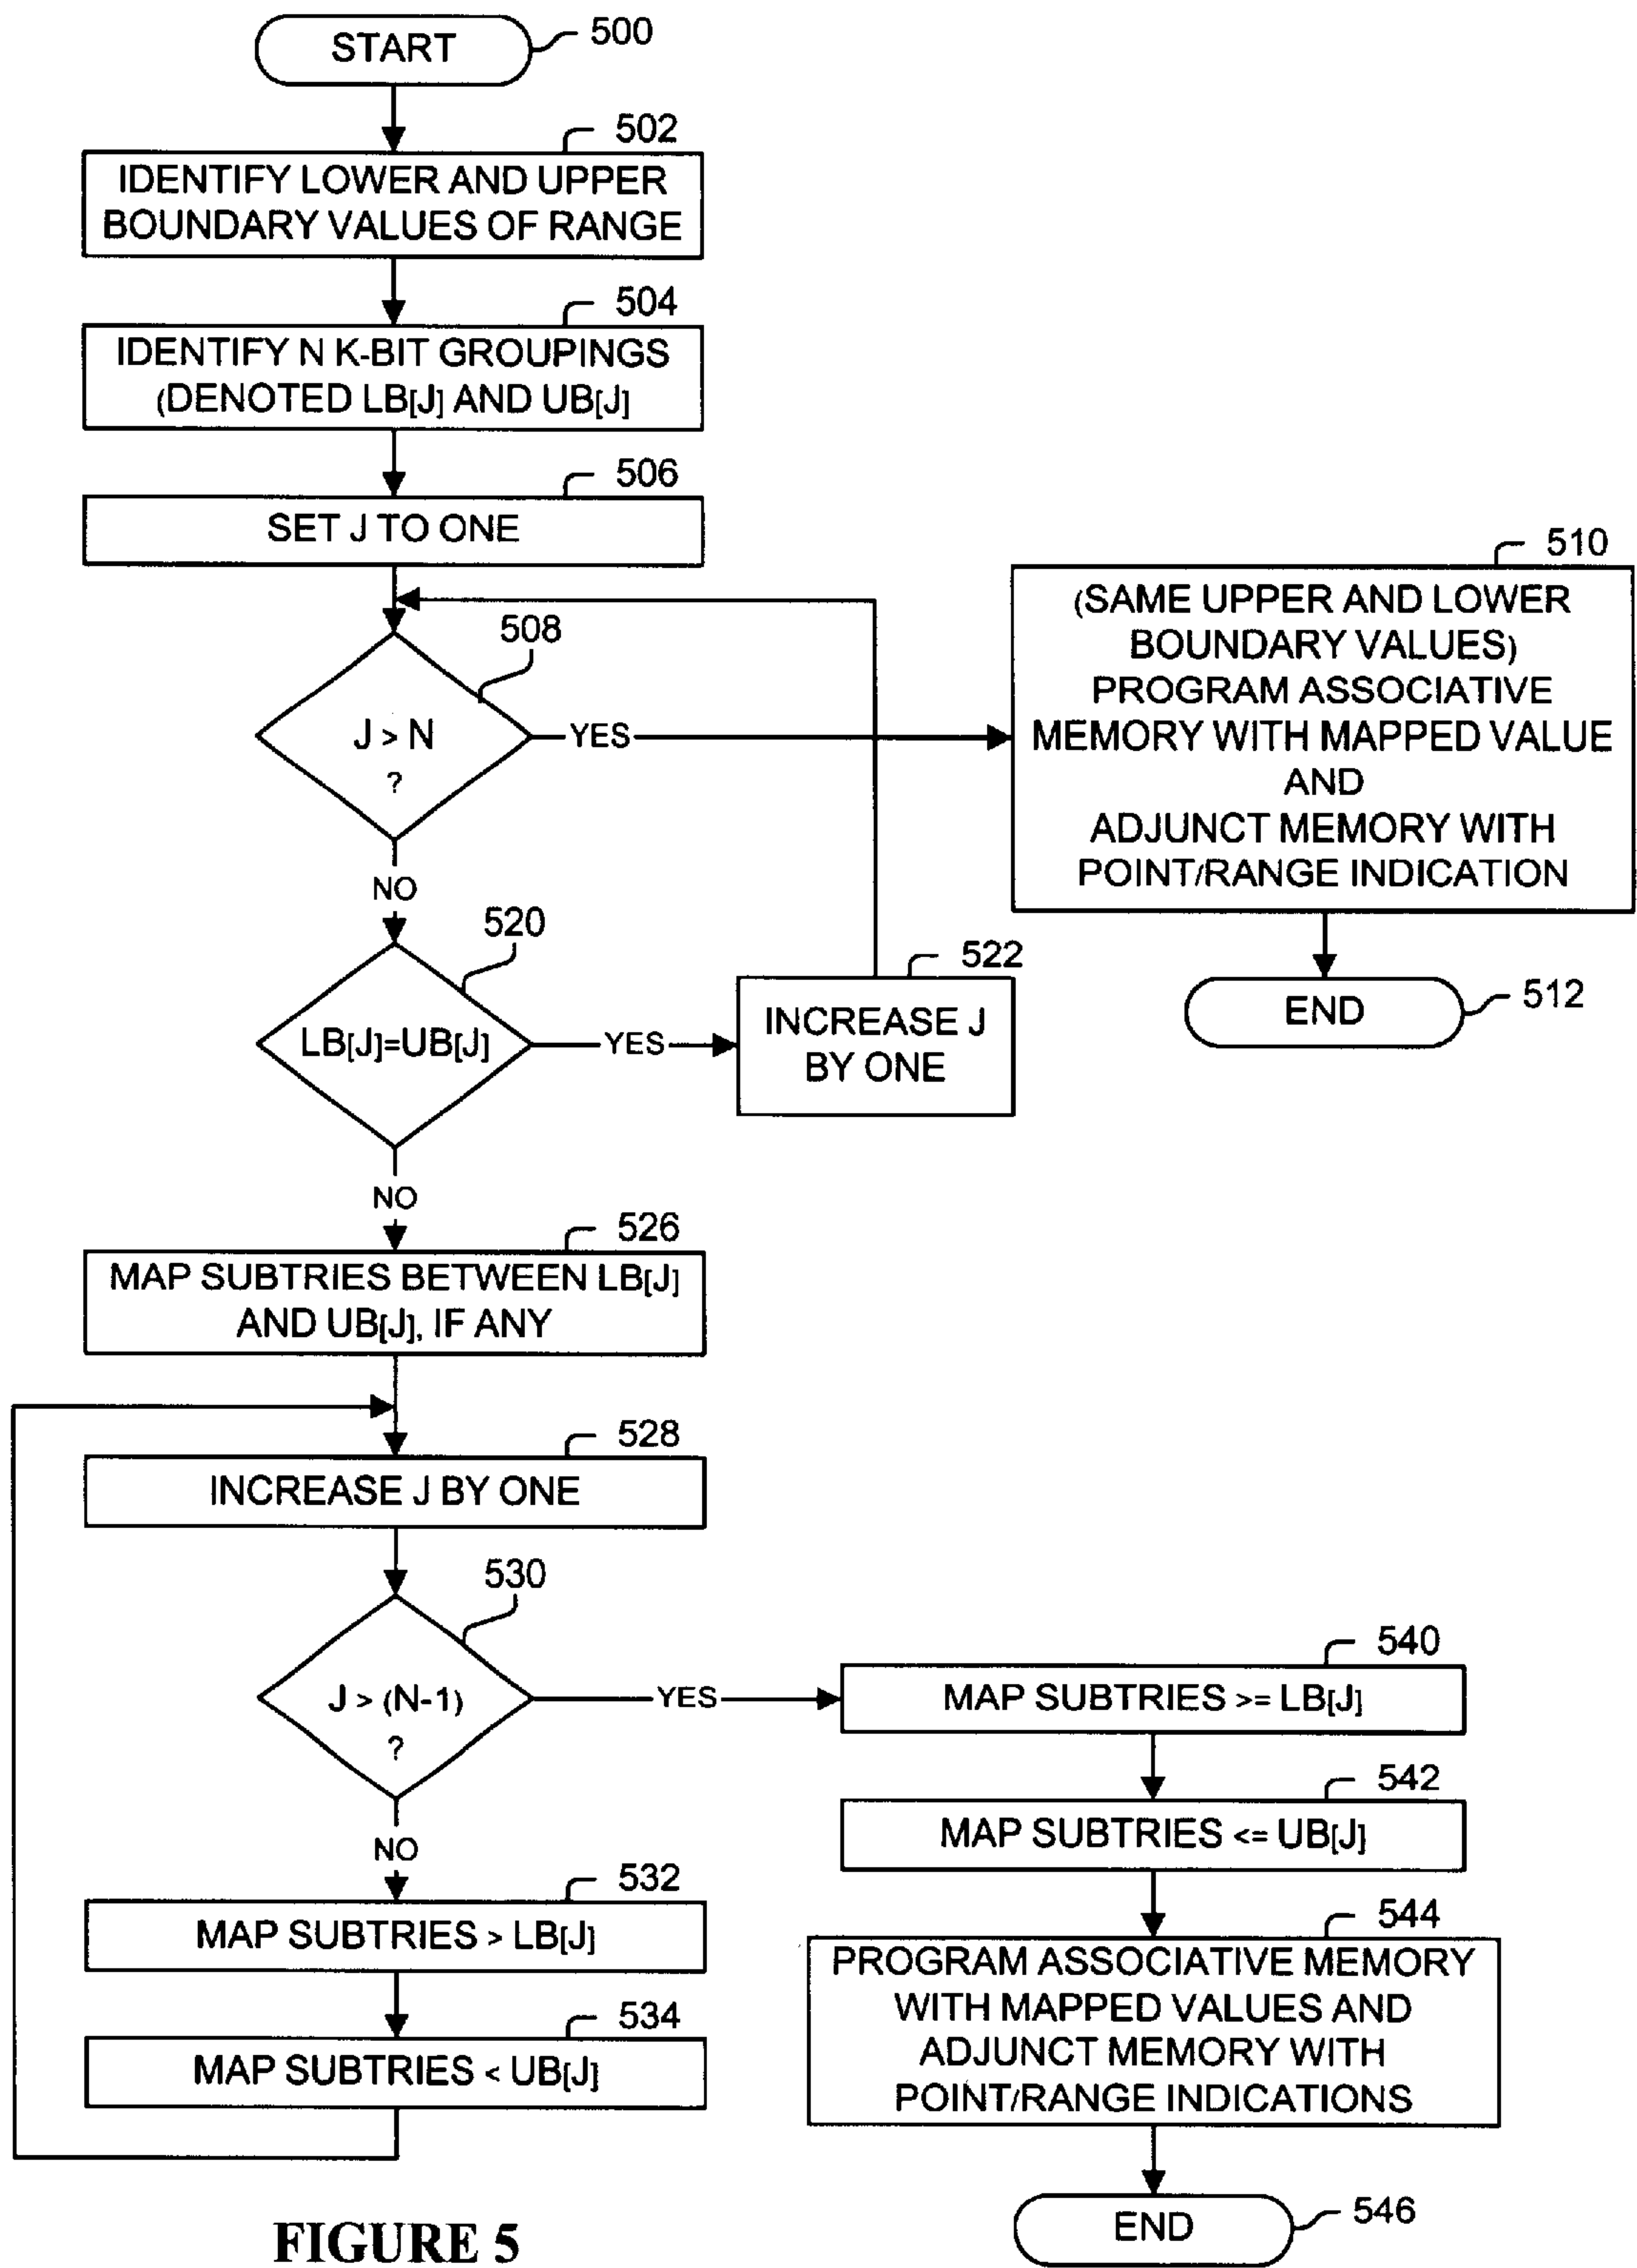 START
500
502
IDENTIFY LOWER AND UPPER
BOUNDARY VALUES OF RANGE
504
IDENTIFY N K-BIT GROUPINGS
(DENOTED LB[J] AND UB[J]
506
SET J TO ONE
508
J > N
?
YES
NO
510
(SAME UPPER AND LOWER
BOUNDARY VALUES)
PROGRAM ASSOCIATIVE
MEMORY WITH MAPPED VALUE
AND
ADJUNCT MEMORY WITH
POINT/RANGE INDICATION
END
512
520
LB[J]=UB[J]
YES
522
INCREASE J
BY ONE
NO
526
MAP SUBTRIES BETWEEN LB[J]
AND UB[J], IF ANY
528
INCREASE J BY ONE
530
J > (N-1)
?
YES
NO
532
MAP SUBTRIES > LB[J]
534
MAP SUBTRIES < UB[J]
540
MAP SUBTRIES >= LB[J]
542
MAP SUBTRIES <= UB[J]
544
PROGRAM ASSOCIATIVE MEMORY
WITH MAPPED VALUES AND
ADJUNCT MEMORY WITH
POINT/RANGE INDICATIONS
END
546
FIGURE 5